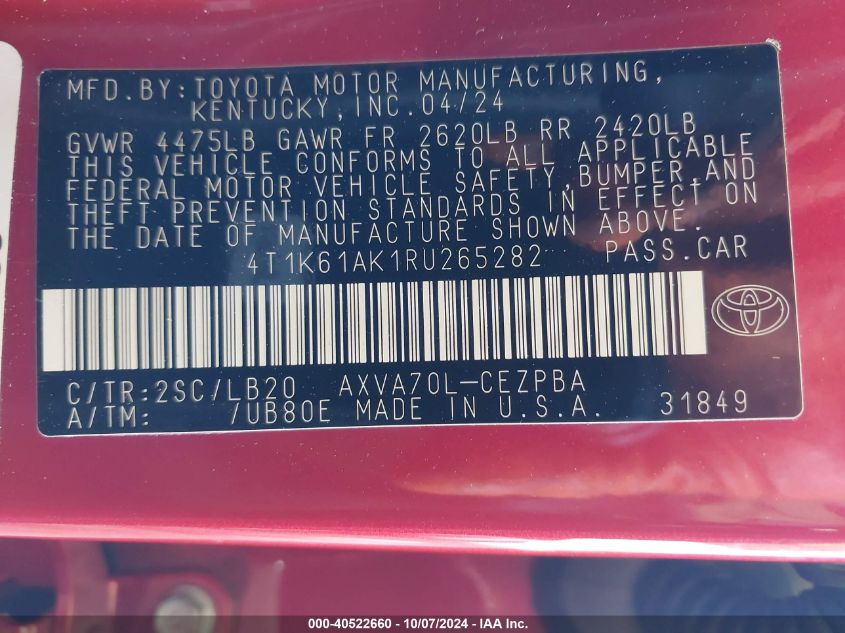 MFD.BY:TOYOTA MOTOR MANUFACTURING,
KENTUCKY,INC.04/24
GVWR 4475LB GAWR FR 2620LB RR 2420LB
THIS VEHICLE CONFORMS TO ALL APPLICABLE
FEDERAL MOTOR VEHICLE SAFETY,BUMPER,AND
THEFT PREVENTION STANDARDS IN EFFECT ON
THE DATE OF MANUFACTURE SHOWN ABOVE.
4T1K61AK1RU265282 PASS.CAR
C/TR:2SC/LB20 AXVA70L-CEZPBA
A/TM: /UB80E MADE IN U.S.A. 31849
000-40522660 - 10/07/2024 - IAA Inc.